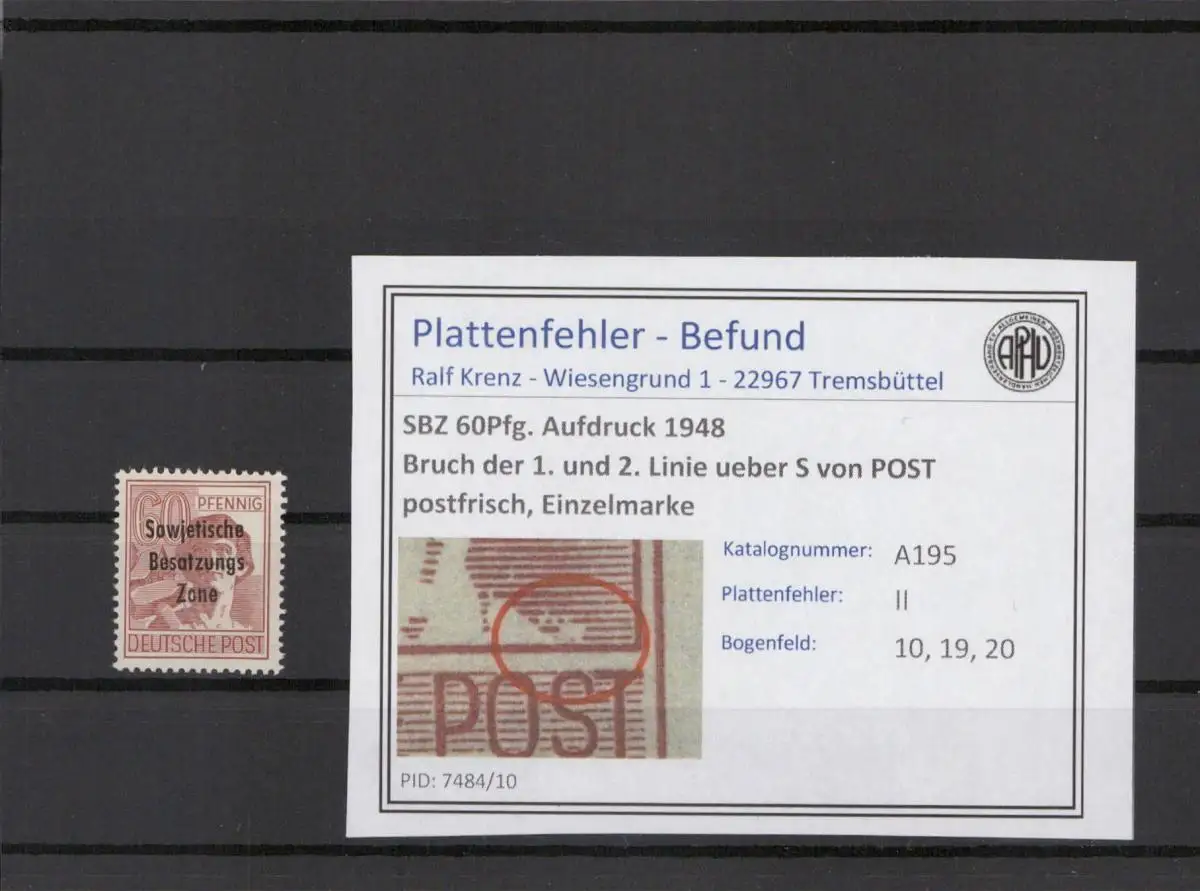 60 PFENNIG
Sowjetische
Besatzungs
Zone
DEUTSCHE POST
Plattenfehler - Befund
Ralf Krenz - Wiesengrund 1 - 22967 Tremsbüttel
APHV
SBZ 60Pfg. Aufdruck 1948
Bruch der 1. und 2. Linie ueber S von POST
postfrisch, Einzelmarke
POST
Katalognummer: A195
Plattenfehler: II
Bogenfeld: 10, 19, 20
PID: 7484/10